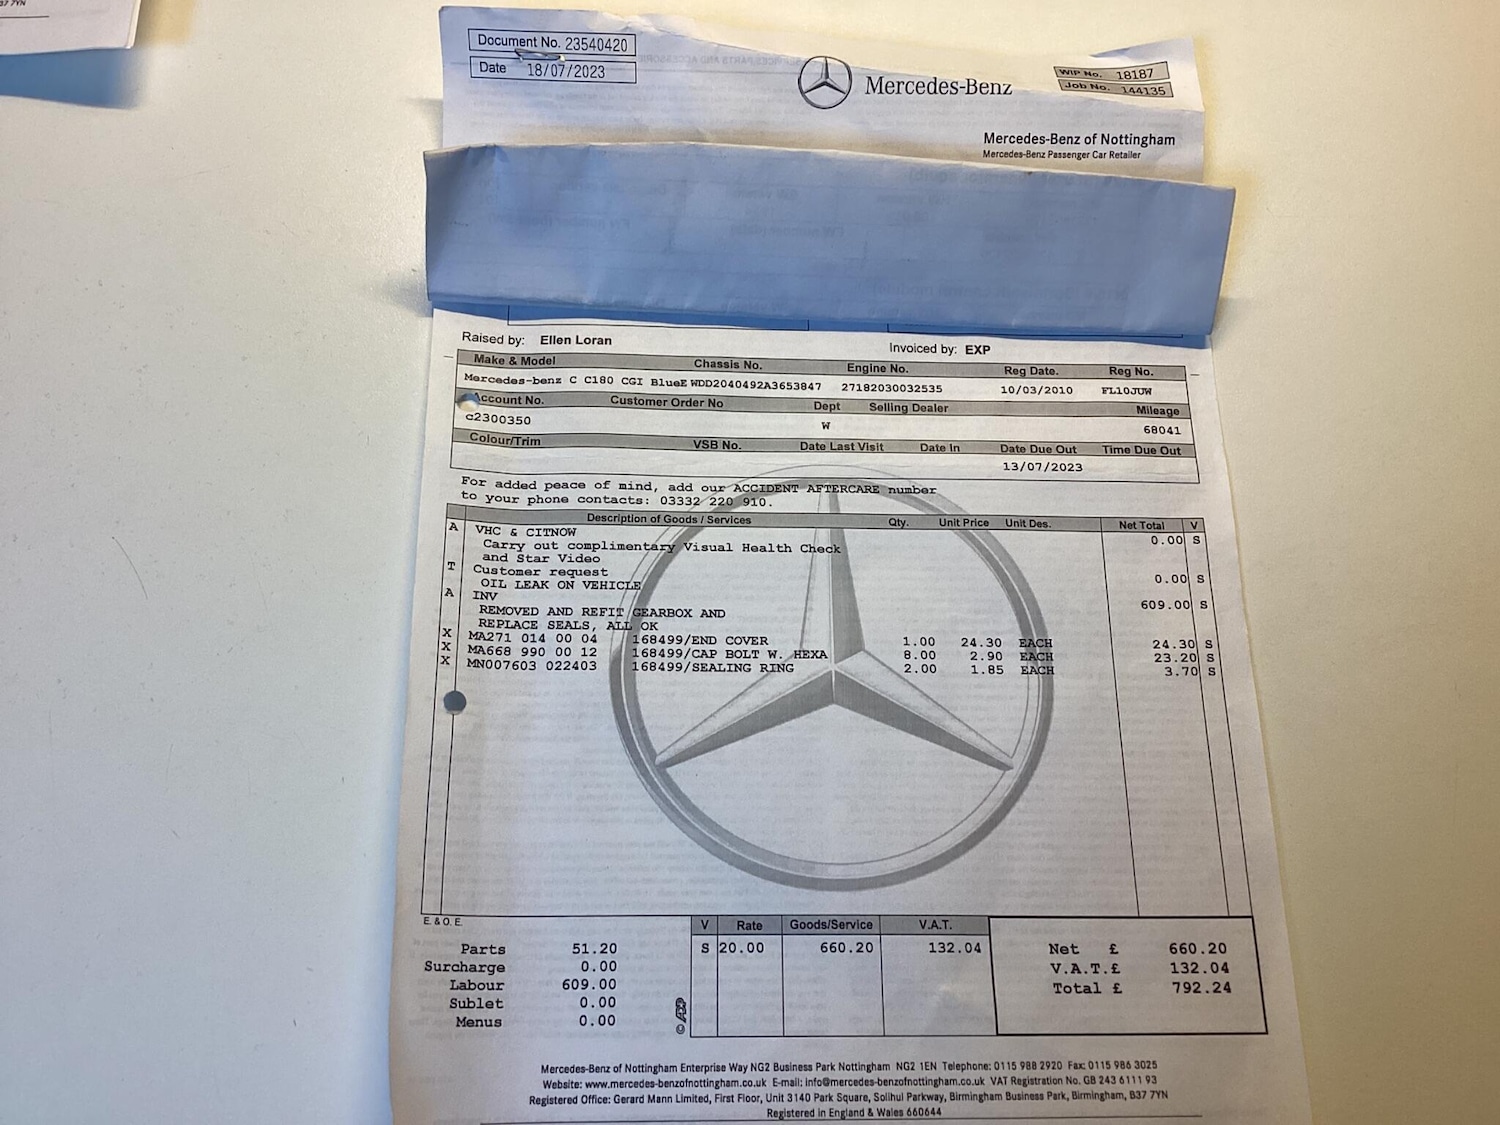 37 7YN
Document No. 23540420
Date 18/07/2023
Mercedes-Benz
WIP No. 18187
Job No. 144135
Mercedes-Benz of Nottingham
Mercedes-Benz Passenger Car Retailer
Raised by: Ellen Loran
Invoiced by: EXP
Make & Model Chassis No. Engine No. Reg Date. Reg No.
Mercedes-benz C C180 CGI BlueE WDD2040492A3653847 27182030032535 10/03/2010 FL10JUW
Account No. Customer Order No Dept Selling Dealer Mileage
c2300350 W 68041
Colour/Trim VSB No. Date Last Visit Date In Date Due Out Time Due Out
13/07/2023
For added peace of mind, add our ACCIDENT AFTERCARE number
to your phone contacts: 03332 220 910.
Description of Goods / Services Qty. Unit Price Unit Des. Net Total V
A VHC & CITNOW 0.00 S
Carry out complimentary Visual Health Check
and Star Video
T Customer request 0.00 S
OIL LEAK ON VEHICLE
A INV 609.00 S
REMOVED AND REFIT GEARBOX AND
REPLACE SEALS, ALL OK
X MA271 014 00 04 168499/END COVER 1.00 24.30 EACH 24.30 S
X MA668 990 00 12 168499/CAP BOLT W. HEXA 8.00 2.90 EACH 23.20 S
X MN007603 022403 168499/SEALING RING 2.00 1.85 EACH 3.70 S
E. & O. E.
V Rate Goods/Service V.A.T.
Parts 51.20 S 20.00 660.20 132.04 Net £ 660.20
Surcharge 0.00 V.A.T.£ 132.04
Labour 609.00 Total £ 792.24
Sublet 0.00
Menus 0.00
Mercedes-Benz of Nottingham Enterprise Way NG2 Business Park Nottingham NG2 1EN Telephone: 0115 988 2920 Fax: 0115 986 3025
Website: www.mercedes-benzofnottingham.co.uk E-mail: info@mercedes-benzofnottingham.co.uk VAT Registration No. GB 243 6111 93
Registered Office: Gerard Mann Limited, First Floor, Unit 3140 Park Square, Solihull Parkway, Birmingham Business Park, Birmingham, B37 7YN
Registered in England & Wales 660644